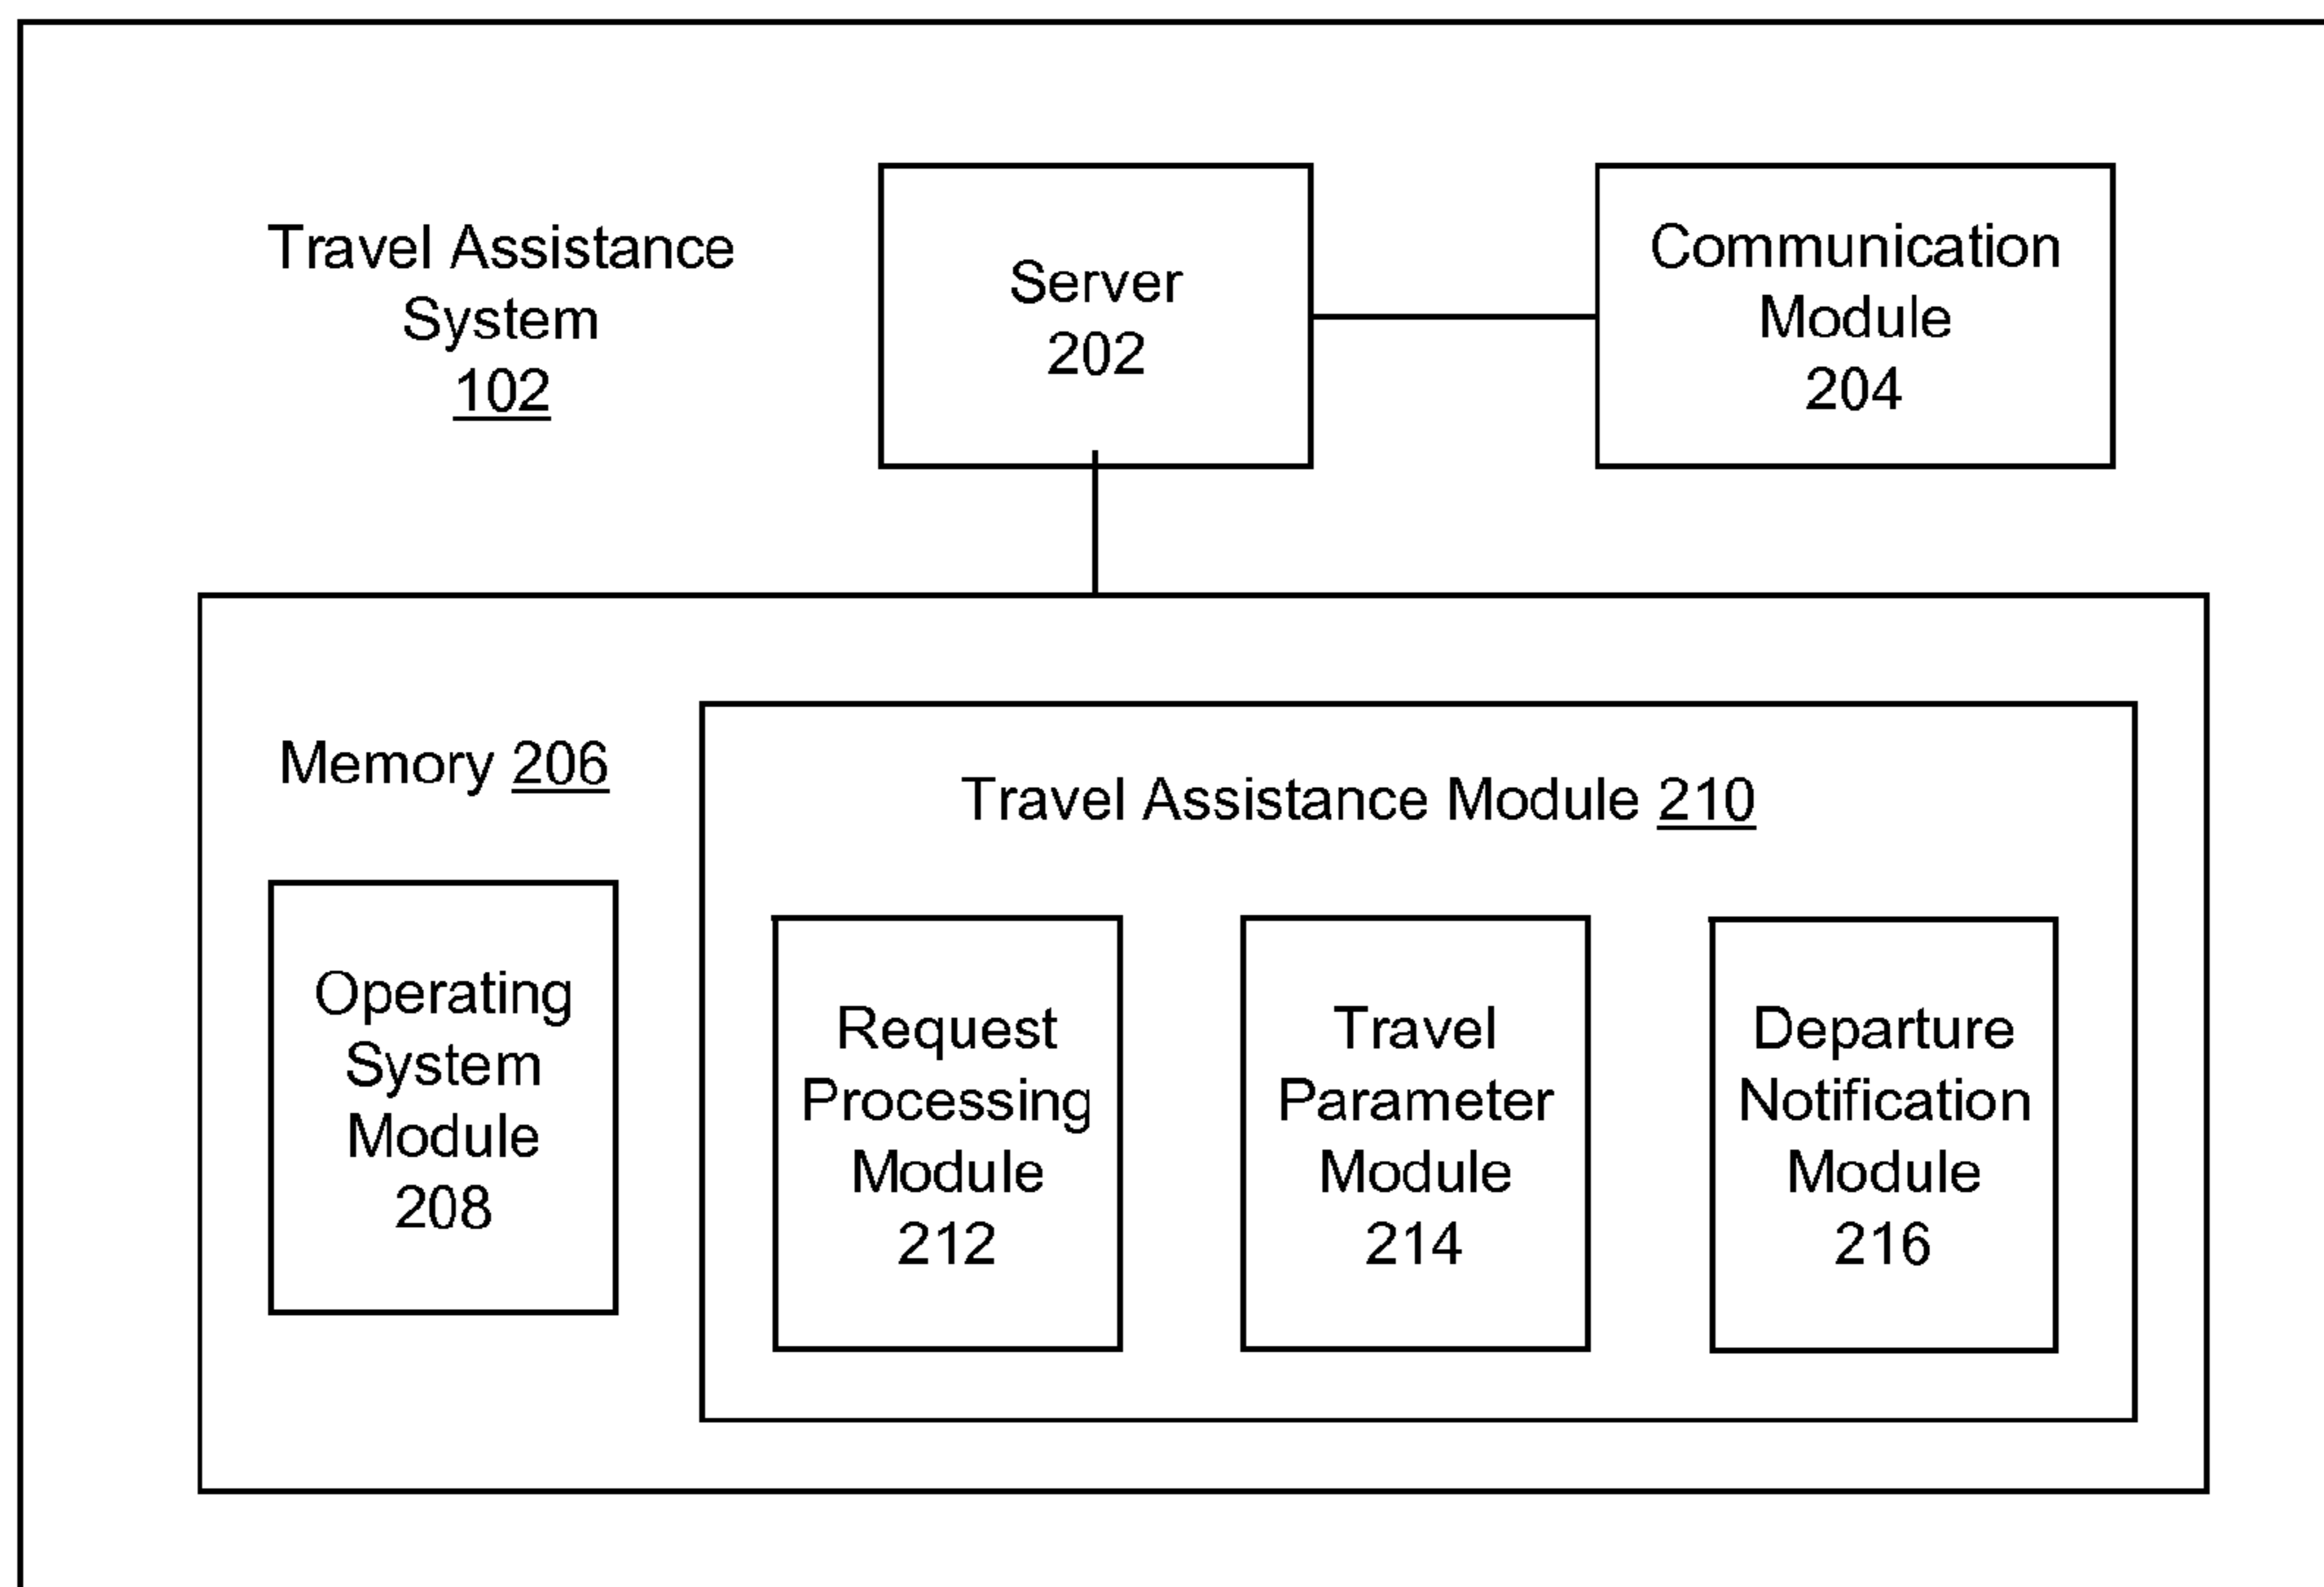 Travel Assistance
System
102
Server
202
Communication
Module
204
Memory 206
Travel Assistance Module 210
Operating
System
Module
208
Request
Processing
Module
212
Travel
Parameter
Module
214
Departure
Notification
Module
216